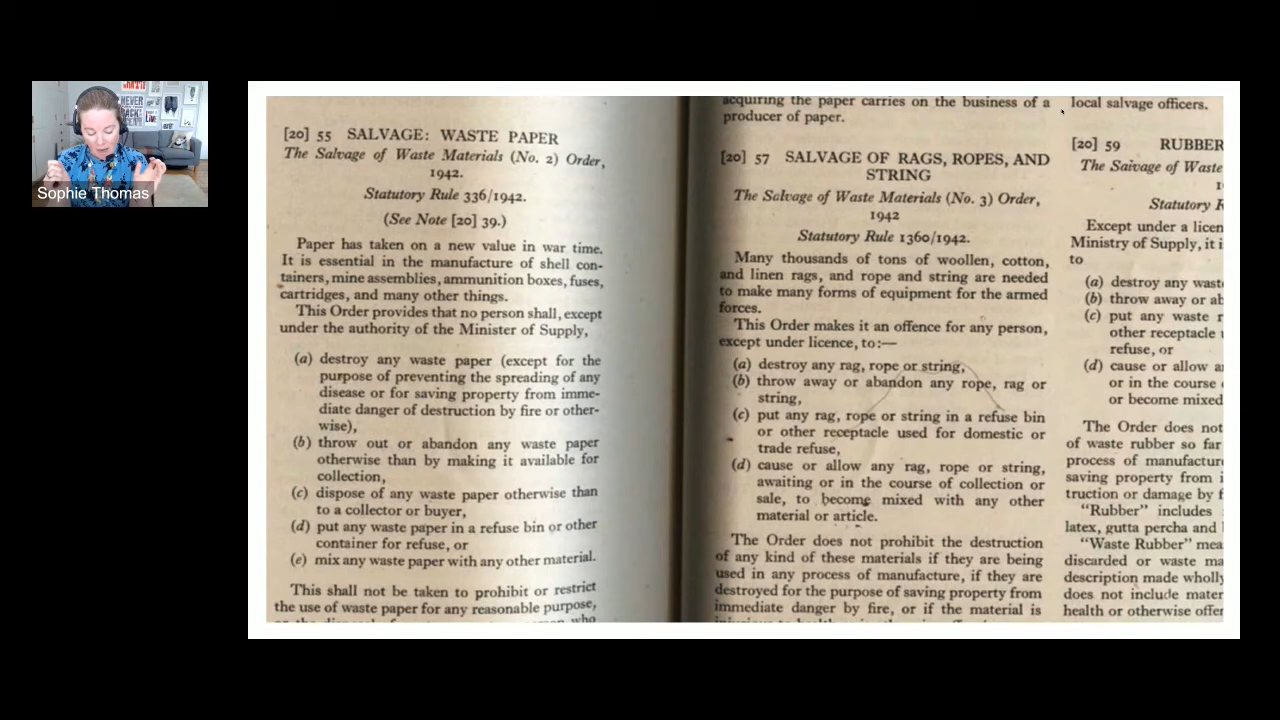 Sophie Thomas
[20] 55 SALVAGE: WASTE PAPER
The Salvage of Waste Materials (No. 2) Order,
1942.
Statutory Rule 336/1942.
(See Note [20] 39.)
Paper has taken on a new value in war time.
It is essential in the manufacture of shell con-
tainers, mine assemblies, ammunition boxes, fuses,
cartridges, and many other things.
This Order provides that no person shall, except
under the authority of the Minister of Supply,
(a) destroy any waste paper (except for the
purpose of preventing the spreading of any
disease or for saving property from imme-
diate danger of destruction by fire or other-
wise),
(b) throw out or abandon any waste paper
otherwise than by making it available for
collection,
(c) dispose of any waste paper otherwise than
to a collector or buyer,
(d) put any waste paper in a refuse bin or other
container for refuse, or
(e) mix any waste paper with any other material.
This shall not be taken to prohibit or restrict
the use of waste paper for any reasonable purpose,
who
acquiring the paper carries on the business of a
producer of paper.
[20] 57 SALVAGE OF RAGS, ROPES, AND
STRING
The Salvage of Waste Materials (No. 3) Order,
1942
Statutory Rule 1360/1942.
Many thousands of tons of woollen, cotton,
and linen rags, and rope and string are needed
to make many forms of equipment for the armed
forces.
This Order makes it an offence for any person,
except under licence, to:—
(a) destroy any rag, rope or string,
(b) throw away or abandon any rope, rag or
string,
(c) put any rag, rope or string in a refuse bin
or other receptacle used for domestic or
trade refuse,
(d) cause or allow any rag, rope or string,
awaiting or in the course of collection or
sale, to become mixed with any other
material or article.
The Order does not prohibit the destruction
of any kind of these materials if they are being
used in any process of manufacture, if they are
destroyed for the purpose of saving property from
immediate danger by fire, or if the material is
local salvage officers.
[20] 59 RUBBER
The Salvage of Waste
Statutory R
Except under a licen
Ministry of Supply, it i
to
(a) destroy any wast
(b) throw away or ab
(c) put any waste r
other receptacle
refuse, or
(d) cause or allow a
or in the course
or become mixed
The Order does not
of waste rubber so far
process of manufacture
saving property from i
truction or damage by f
"Rubber" includes
latex, gutta percha and
"Waste Rubber" mea
discarded or waste ma
description made wholly
does not include mater
health or otherwise offer